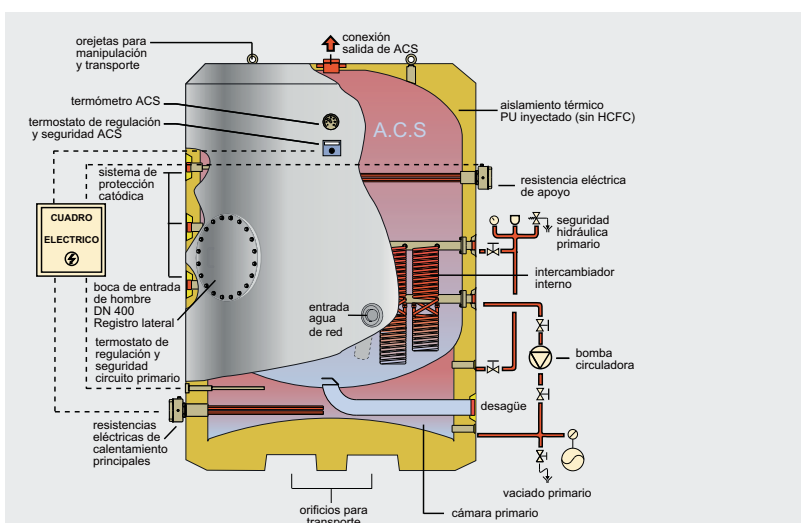 orejetas para
manipulación
y transporte
conexión
salida de ACS
termómetro ACS
termostato de regulación
y seguridad ACS
A.C.S
aislamiento térmico
PU inyectado (sin HCFC)
sistema de
protección
catódica
resistencia eléctrica
de apoyo
CUADRO
ELECTRICO
seguridad
hidráulica
primario
intercambiador
interno
boca de entrada
de hombre
DN 400
Registro lateral
entrada
agua
de red
termostato de
regulación y
seguridad
circuito primario
bomba
circuladora
desagüe
resistencias
eléctricas de
calentamiento
principales
vaciado primario
orificios para
transporte
cámara primario